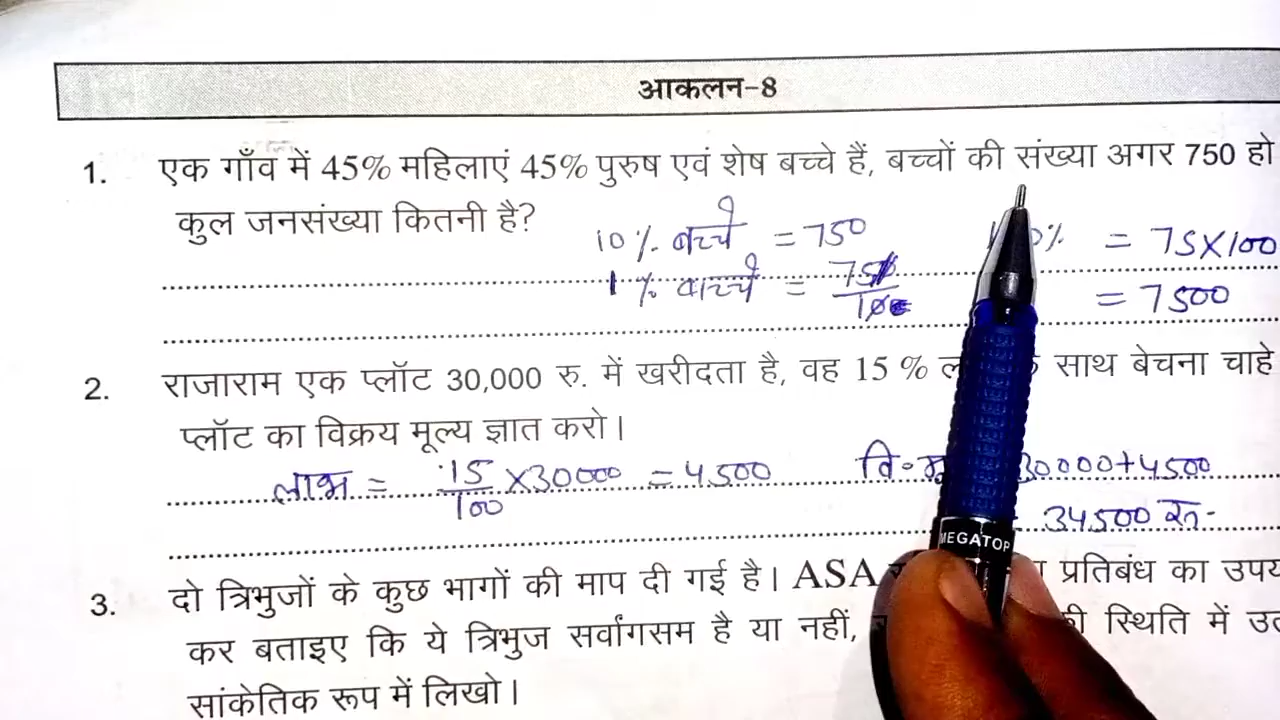 आकलन-8
1. एक गाँव में 45% महिलाएं 45% पुरुष एवं शेष बच्चे हैं, बच्चों की संख्या अगर 750 हो
कुल जनसंख्या कितनी है?
10% बच्चे = 750
% = 75×100
1% बच्चे = 750/100
= 7500
2. राजाराम एक प्लॉट 30,000 रु. में खरीदता है, वह 15 % साथ बेचना चाहे
प्लॉट का विक्रय मूल्य ज्ञात करो।
लाभ = 15/100 ×30000 = 4500
वि. 30000+4500
34500 रु.
MEGATOP
3. दो त्रिभुजों के कुछ भागों की माप दी गई है। ASA प्रतिबंध का
कर बताइए कि ये त्रिभुज सर्वांगसम है या नहीं, की स्थिति में
सांकेतिक रूप में लिखो।